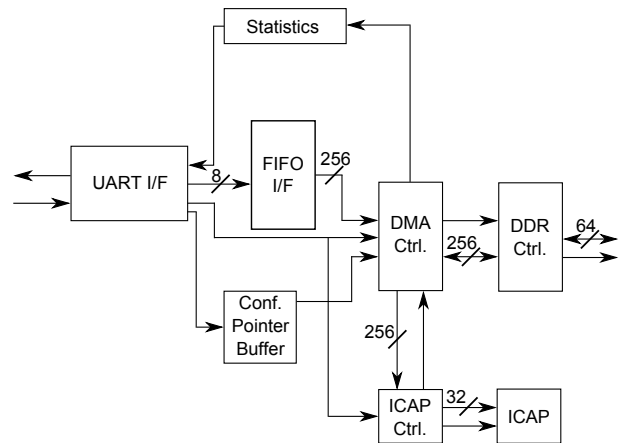 Statistics
UART I/F
8
FIFO
I/F
256
DMA
Ctrl.
256
DDR
Ctrl.
64
Conf.
Pointer
Buffer
256
ICAP
Ctrl.
32
ICAP